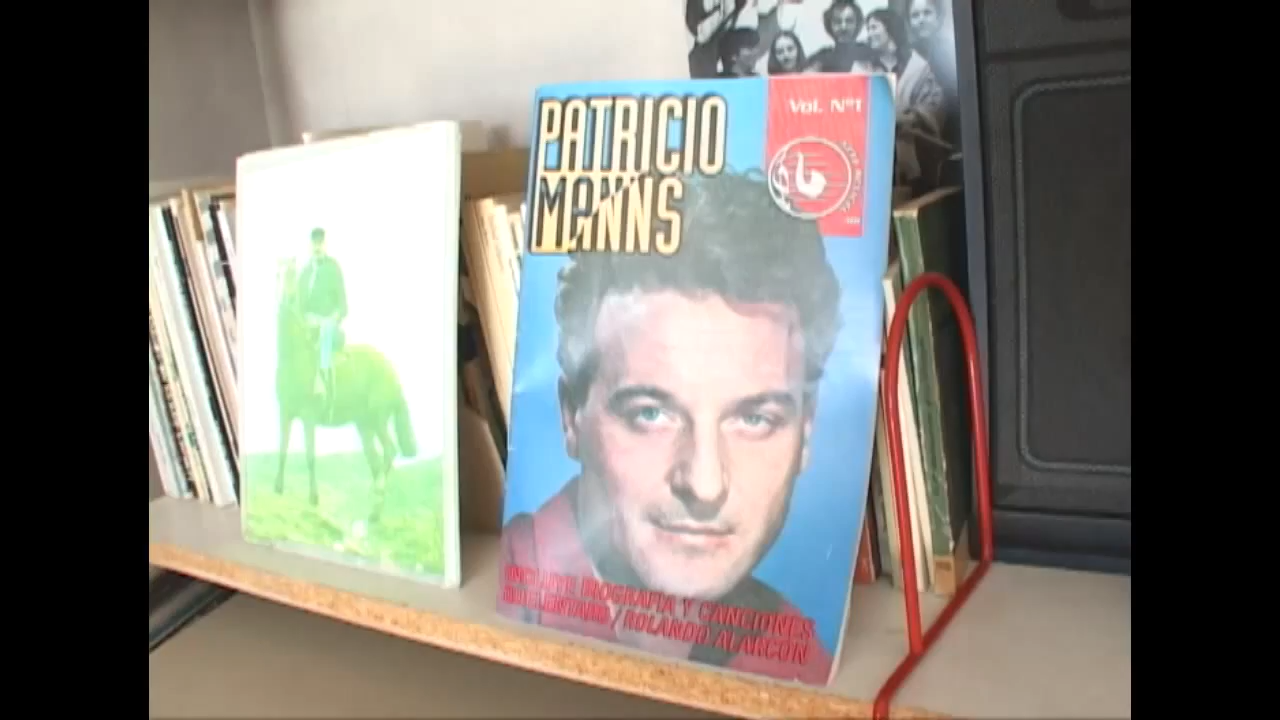 PATRICIO
MANNS
Vol. Nº1
INCLUYE BIOGRAFIA Y CANCIONES
/ ROLANDO ALARCON